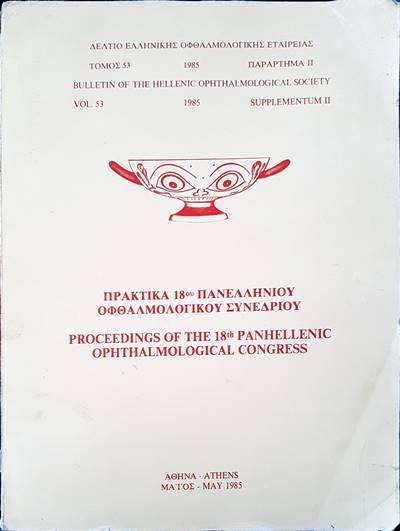 ΔΕΛΤΙΟ ΕΛΛΗΝΙΚΗΣ ΟΦΘΑΛΜΟΛΟΓΙΚΗΣ ΕΤΑΙΡΕΙΑΣ
ΤΟΜΟΣ 53 1985 ΠΑΡΑΡΤΗΜΑ ΙΙ
BULLETIN OF THE HELLENIC OPHTHALMOLOGICAL SOCIETY
VOL. 53 1985 SUPPLEMENTUM II
ΠΡΑΚΤΙΚΑ 18ου ΠΑΝΕΛΛΗΝΙΟΥ
ΟΦΘΑΛΜΟΛΟΓΙΚΟΥ ΣΥΝΕΔΡΙΟΥ
PROCEEDINGS OF THE 18th PANHELLENIC
OPHTHALMOLOGICAL CONGRESS
ΑΘΗΝΑ - ATHENS
ΜΑΪΟΣ - MAY 1985